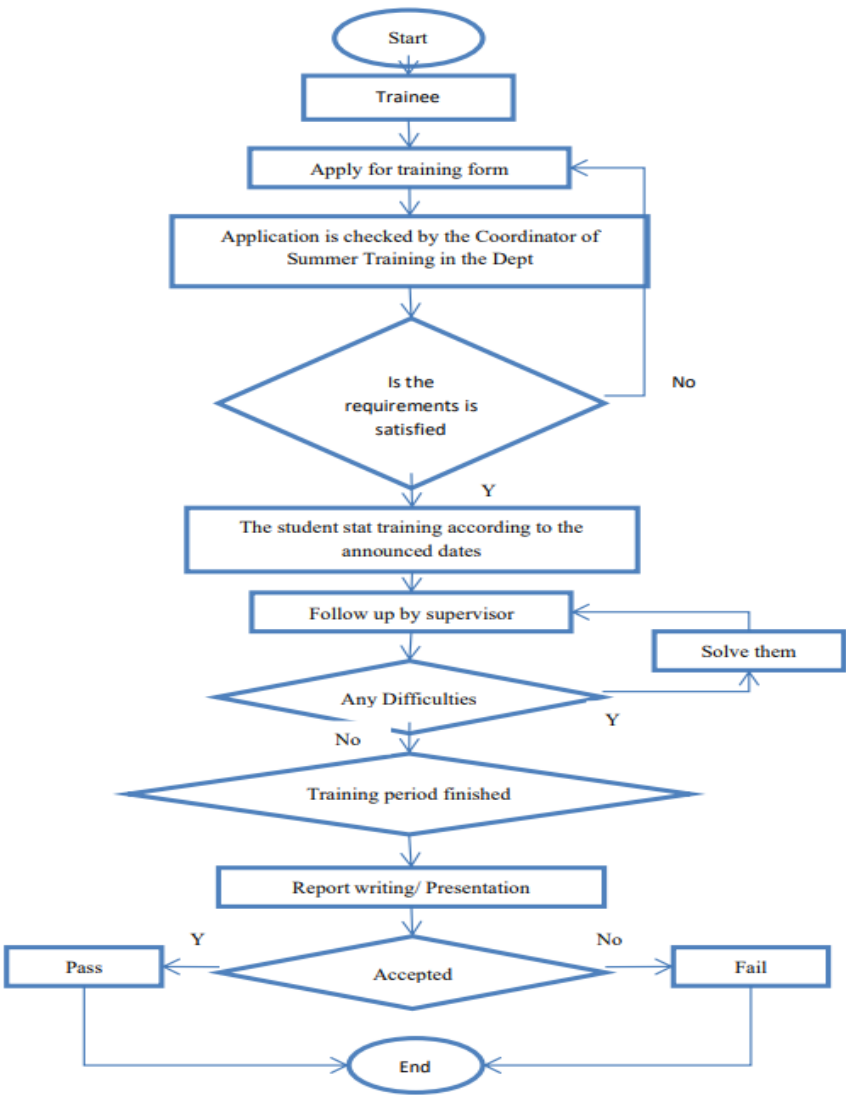 Start
Trainee
Apply for training form
Application is checked by the Coordinator of
Summer Training in the Dept
Is the
requirements is
satisfied
No
Y
The student stat training according to the
announced dates
Follow up by supervisor
Solve them
Any Difficulties
Y
No
Training period finished
Report writing/ Presentation
Y
No
Pass
Accepted
Fail
End